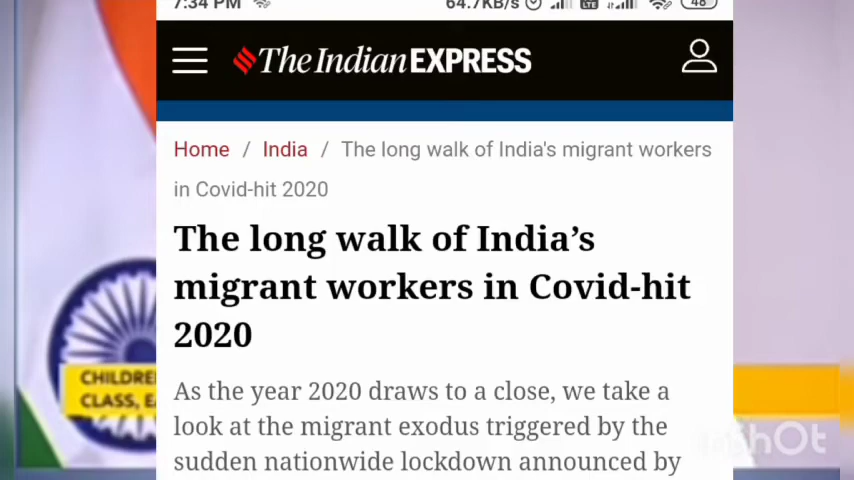 7:34 PM 64.7KB/s 48
The Indian EXPRESS
Home / India / The long walk of India's migrant workers
in Covid-hit 2020
The long walk of India's
migrant workers in Covid-hit
2020
As the year 2020 draws to a close, we take a
look at the migrant exodus triggered by the
sudden nationwide lockdown announced by
CHILDRE
CLASS, E